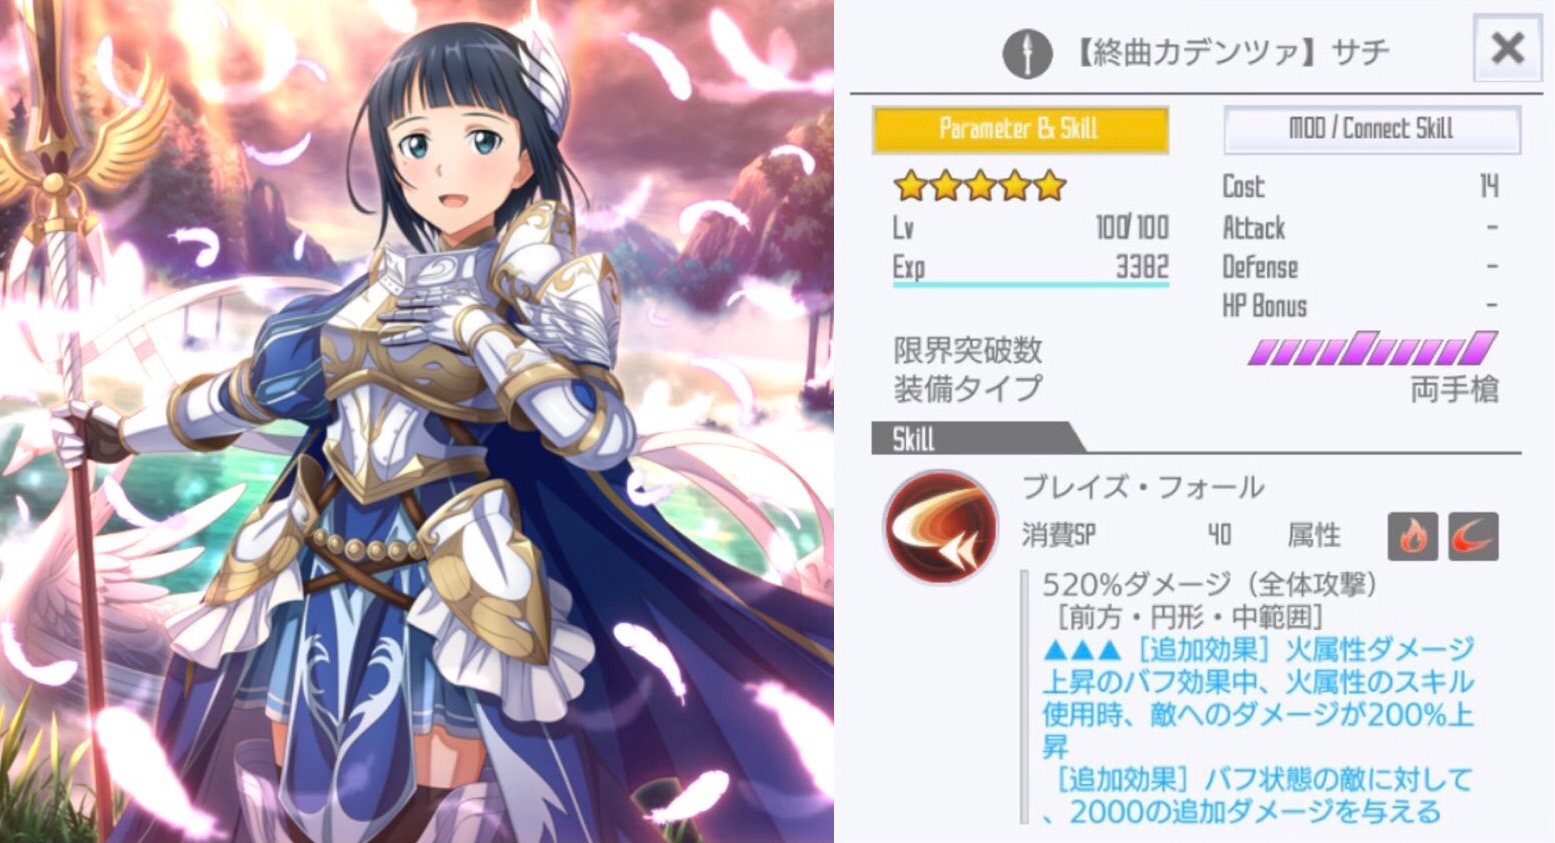 【終曲カデンツァ】サチ
Parameter & Skill
MOD / Connect Skill
Lv 100/100
Exp 3382
Cost 14
Attack -
Defense -
HP Bonus -
限界突破数
装備タイプ 両手槍
Skill
ブレイズ・フォール
消費SP 40 属性
520%ダメージ（全体攻撃）
［前方・円形・中範囲］
▲▲▲［追加効果］火属性ダメージ
上昇のバフ効果中、火属性のスキル
使用時、敵へのダメージが200%上
昇
［追加効果］バフ状態の敵に対して
、2000の追加ダメージを与える